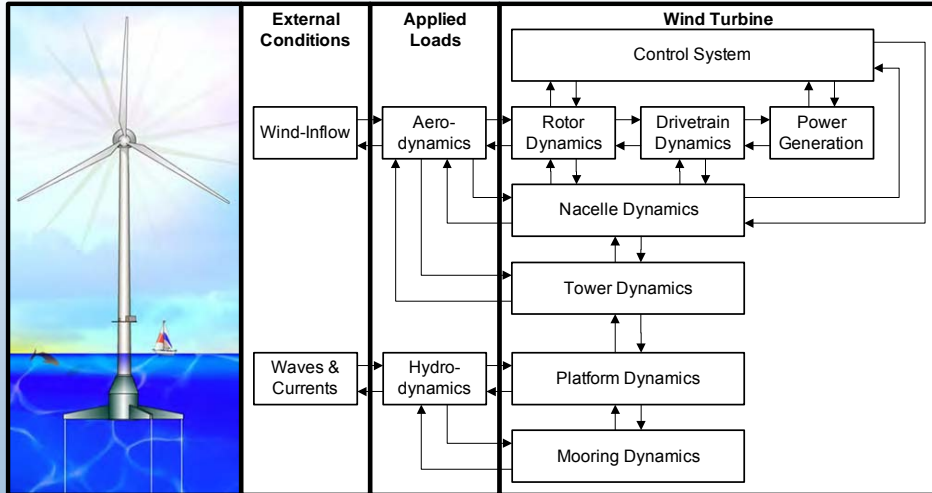 External
Conditions
Applied
Loads
Wind Turbine
Control System
Wind-Inflow
Aero-
dynamics
Rotor
Dynamics
Drivetrain
Dynamics
Power
Generation
Nacelle Dynamics
Tower Dynamics
Waves &
Currents
Hydro-
dynamics
Platform Dynamics
Mooring Dynamics